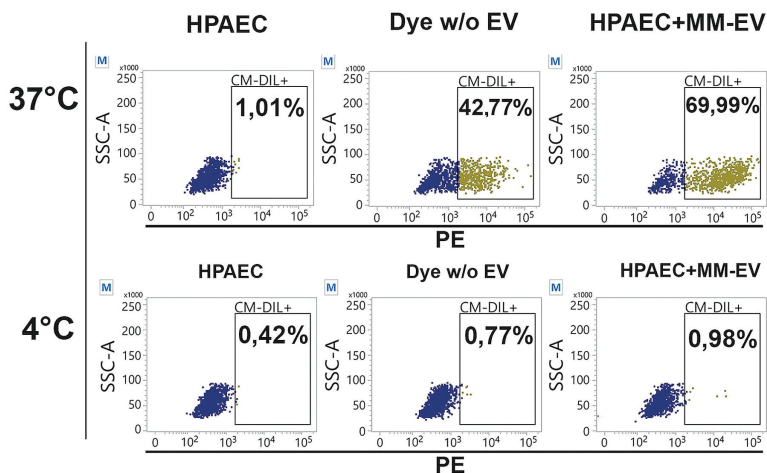 HPAEC Dye w/o EV HPAEC+MM-EV
37°C
M M M
x1000 x1000 x1000
CM-DIL+ CM-DIL+ CM-DIL+
1,01% 42,77% 69,99%
SSC-A SSC-A SSC-A
250 250 250
200 200 200
150 150 150
100 100 100
50 50 50
0 0 0
0 10² 10³ 10⁴ 10⁵ 0 10² 10³ 10⁴ 10⁵ 0 10² 10³ 10⁴ 10⁵
PE
HPAEC Dye w/o EV HPAEC+MM-EV
4°C
M M M
x1000 x1000 x1000
CM-DIL+ CM-DIL+ CM-DIL+
0,42% 0,77% 0,98%
SSC-A SSC-A SSC-A
250 250 250
200 200 200
150 150 150
100 100 100
50 50 50
0 0 0
0 10² 10³ 10⁴ 10⁵ 0 10² 10³ 10⁴ 10⁵ 0 10² 10³ 10⁴ 10⁵
PE